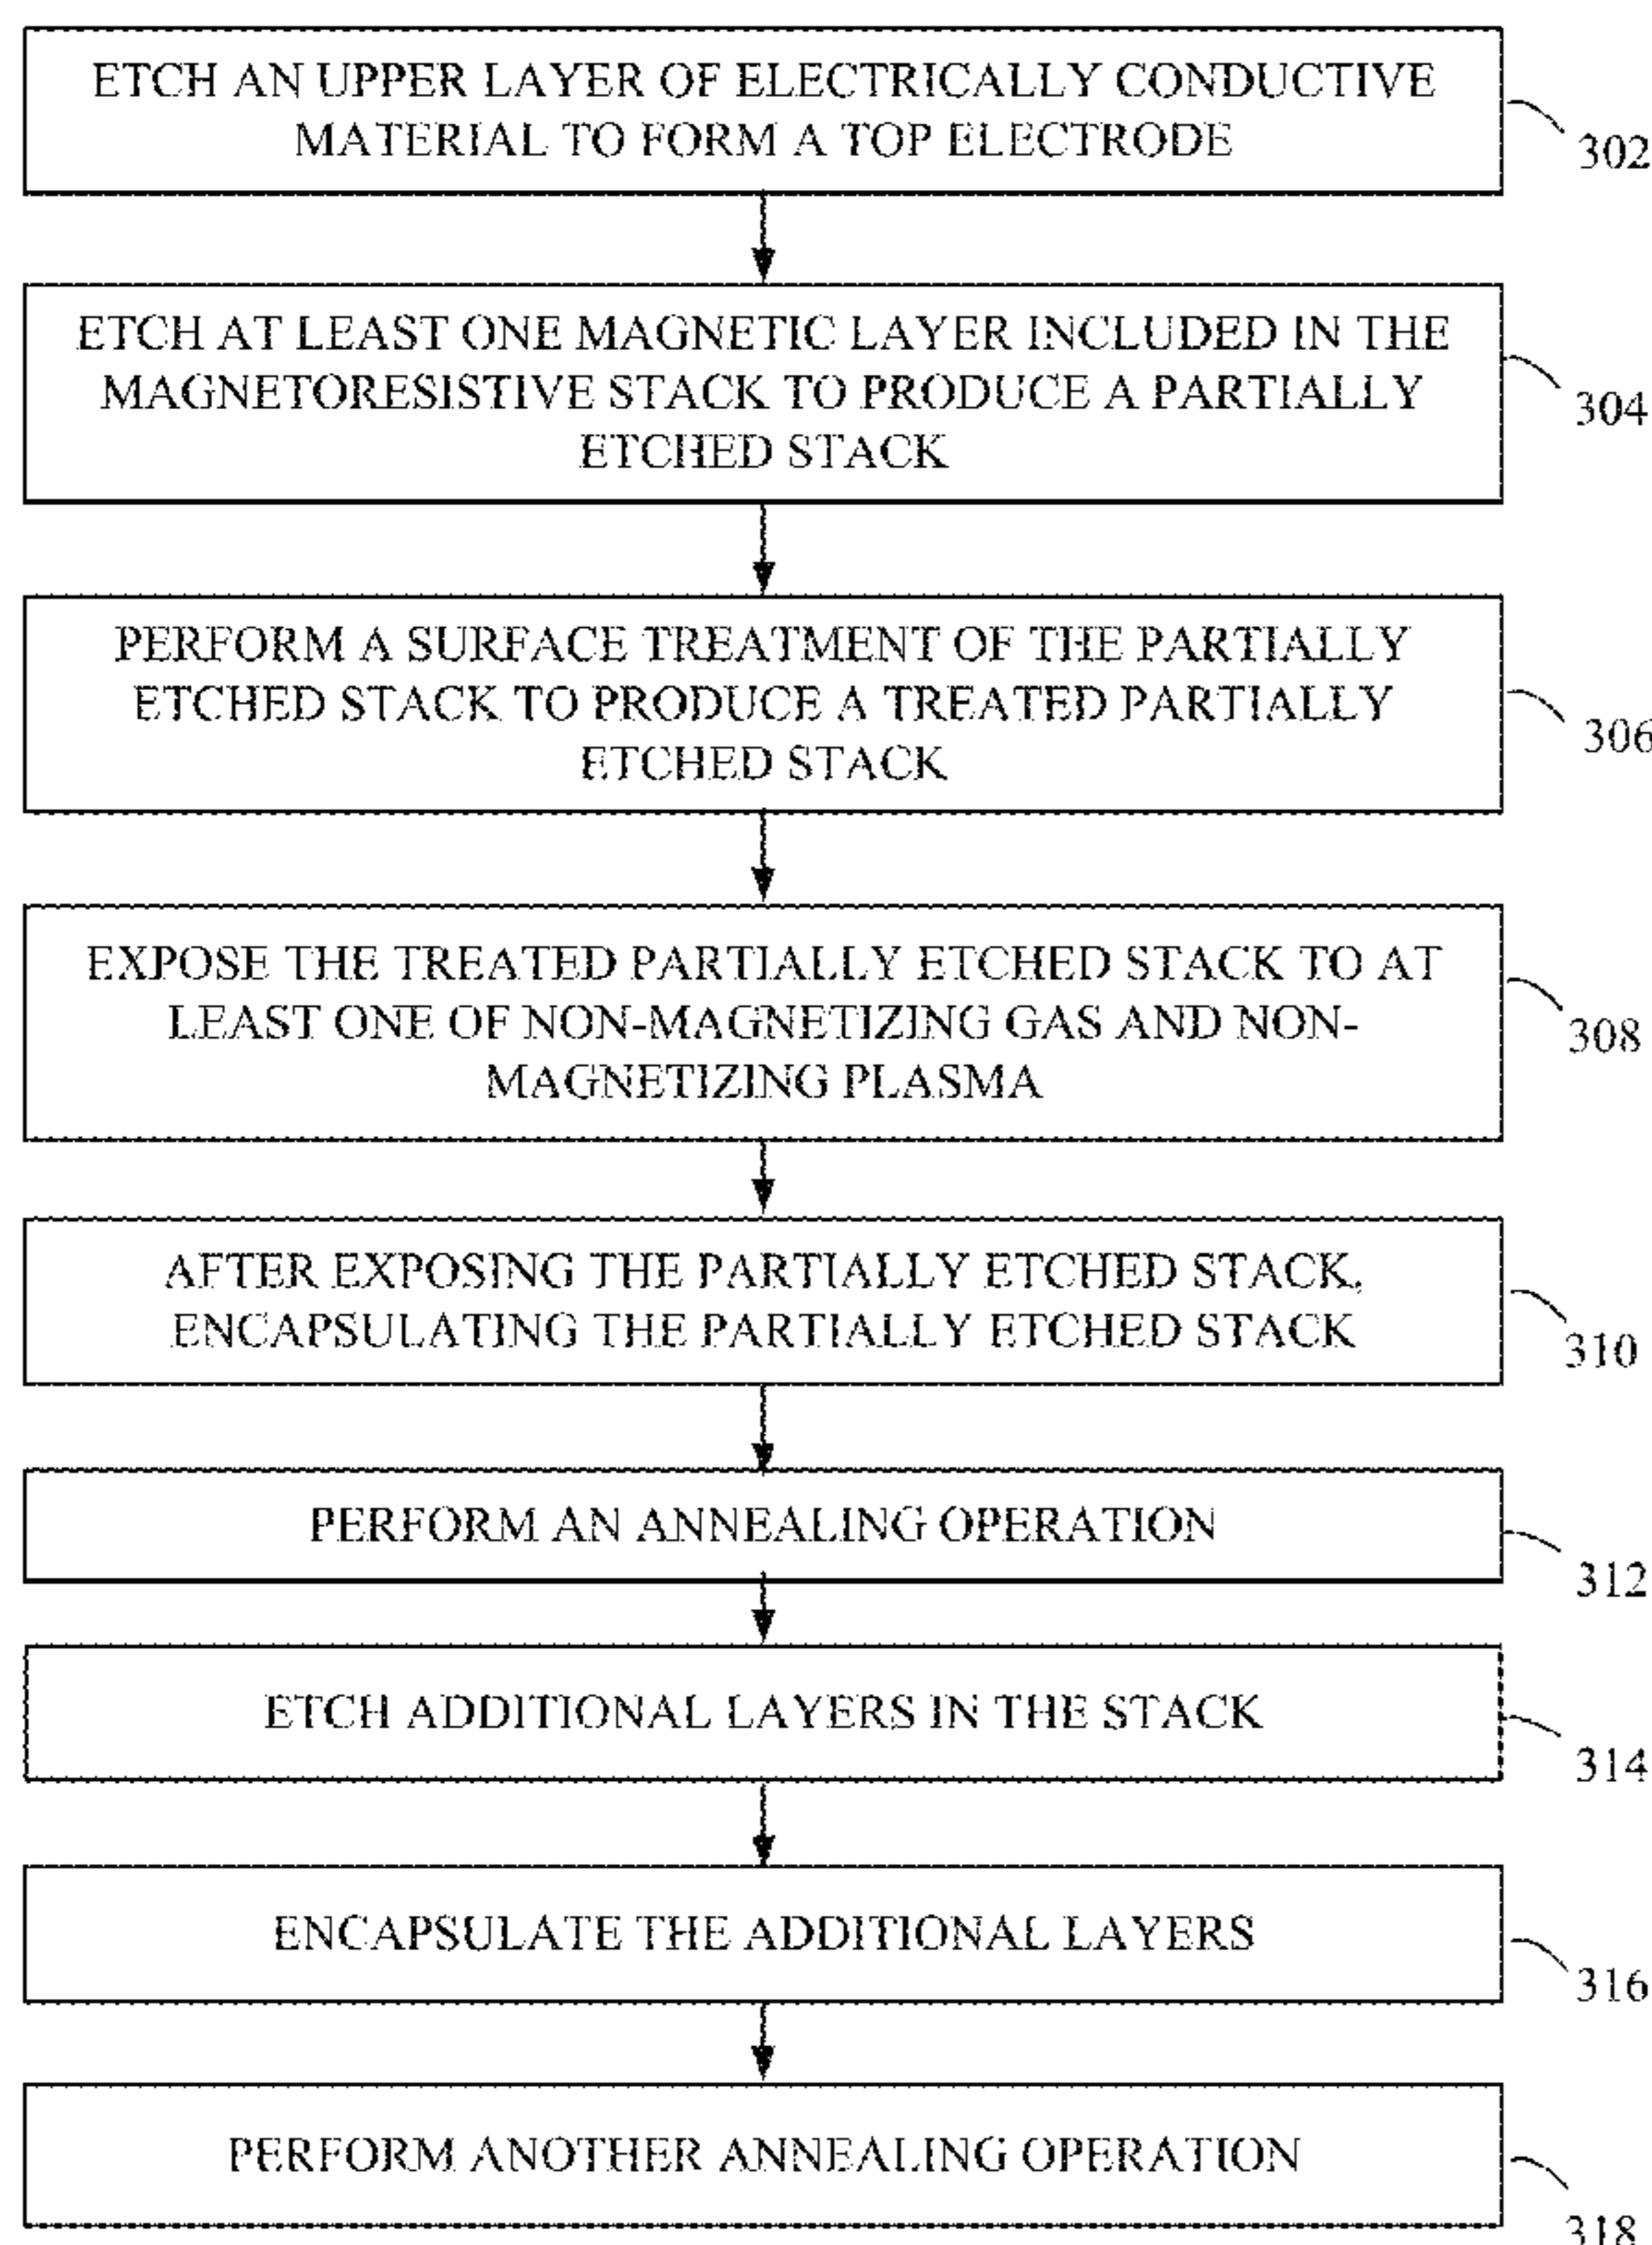 ETCH AN UPPER LAYER OF ELECTRICALLY CONDUCTIVE
MATERIAL TO FORM A TOP ELECTRODE
302
ETCH AT LEAST ONE MAGNETIC LAYER INCLUDED IN THE
MAGNETORESISTIVE STACK TO PRODUCE A PARTIALLY
ETCHED STACK
304
PERFORM A SURFACE TREATMENT OF THE PARTIALLY
ETCHED STACK TO PRODUCE A TREATED PARTIALLY
ETCHED STACK
306
EXPOSE THE TREATED PARTIALLY ETCHED STACK TO AT
LEAST ONE OF NON-MAGNETIZING GAS AND NON-
MAGNETIZING PLASMA
308
AFTER EXPOSING THE PARTIALLY ETCHED STACK,
ENCAPSULATING THE PARTIALLY ETCHED STACK
310
PERFORM AN ANNEALING OPERATION
312
ETCH ADDITIONAL LAYERS IN THE STACK
314
ENCAPSULATE THE ADDITIONAL LAYERS
316
PERFORM ANOTHER ANNEALING OPERATION
318